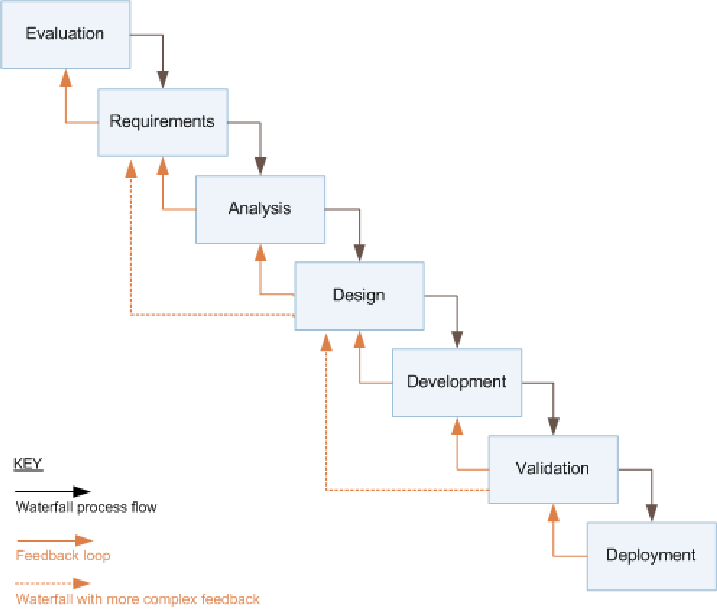 Evaluation
Requirements
Analysis
Design
Development
Validation
Deployment
KEY
Waterfall process flow
Feedback loop
Waterfall with more complex feedback